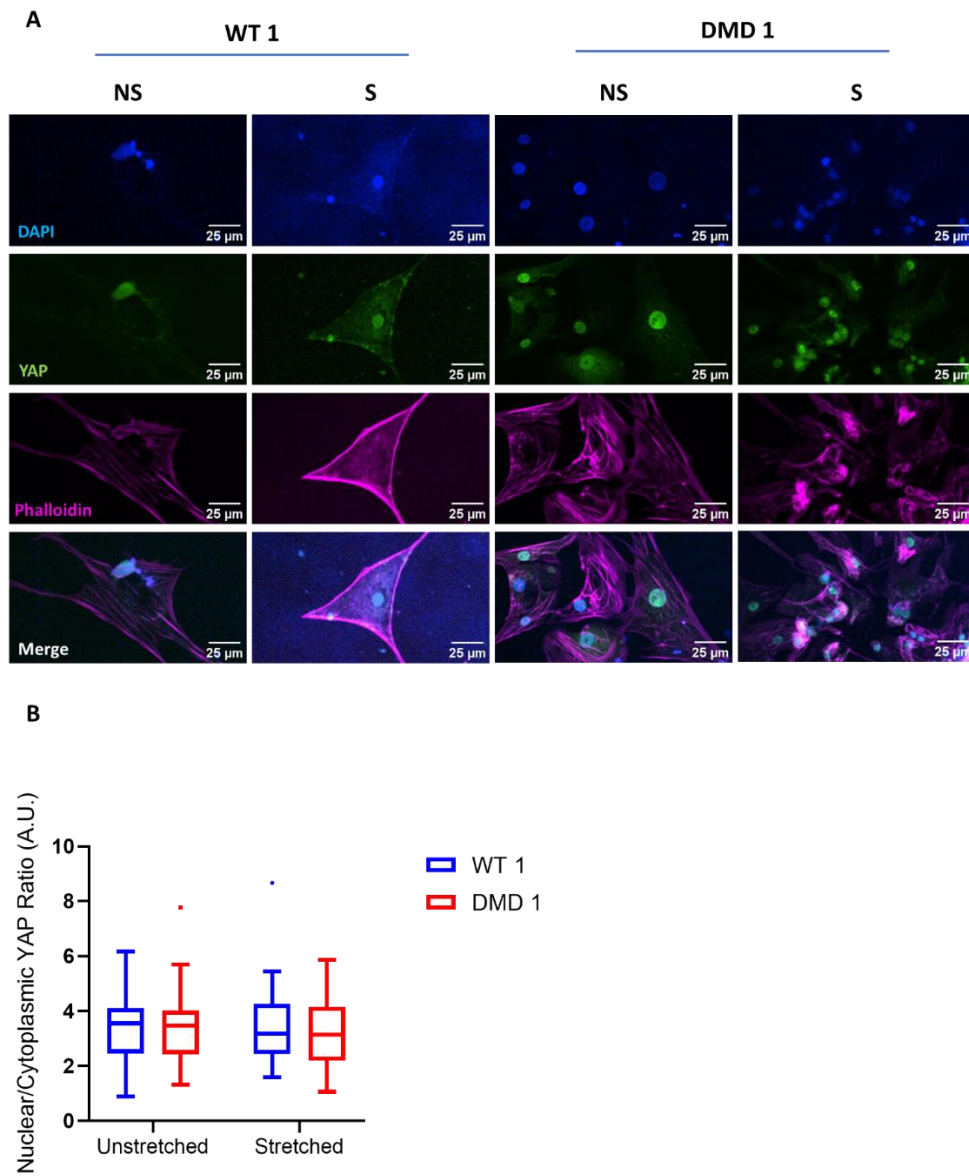 A
WT 1
DMD 1
NS
S
NS
S
DAPI
25 µm
25 µm
25 µm
25 µm
YAP
25 µm
25 µm
25 µm
25 µm
Phalloidin
25 µm
25 µm
25 µm
25 µm
Merge
25 µm
25 µm
25 µm
25 µm
B
Nuclear/Cytoplasmic YAP Ratio (A.U.)
10
8
6
4
2
0
Unstretched
Stretched
WT 1
DMD 1